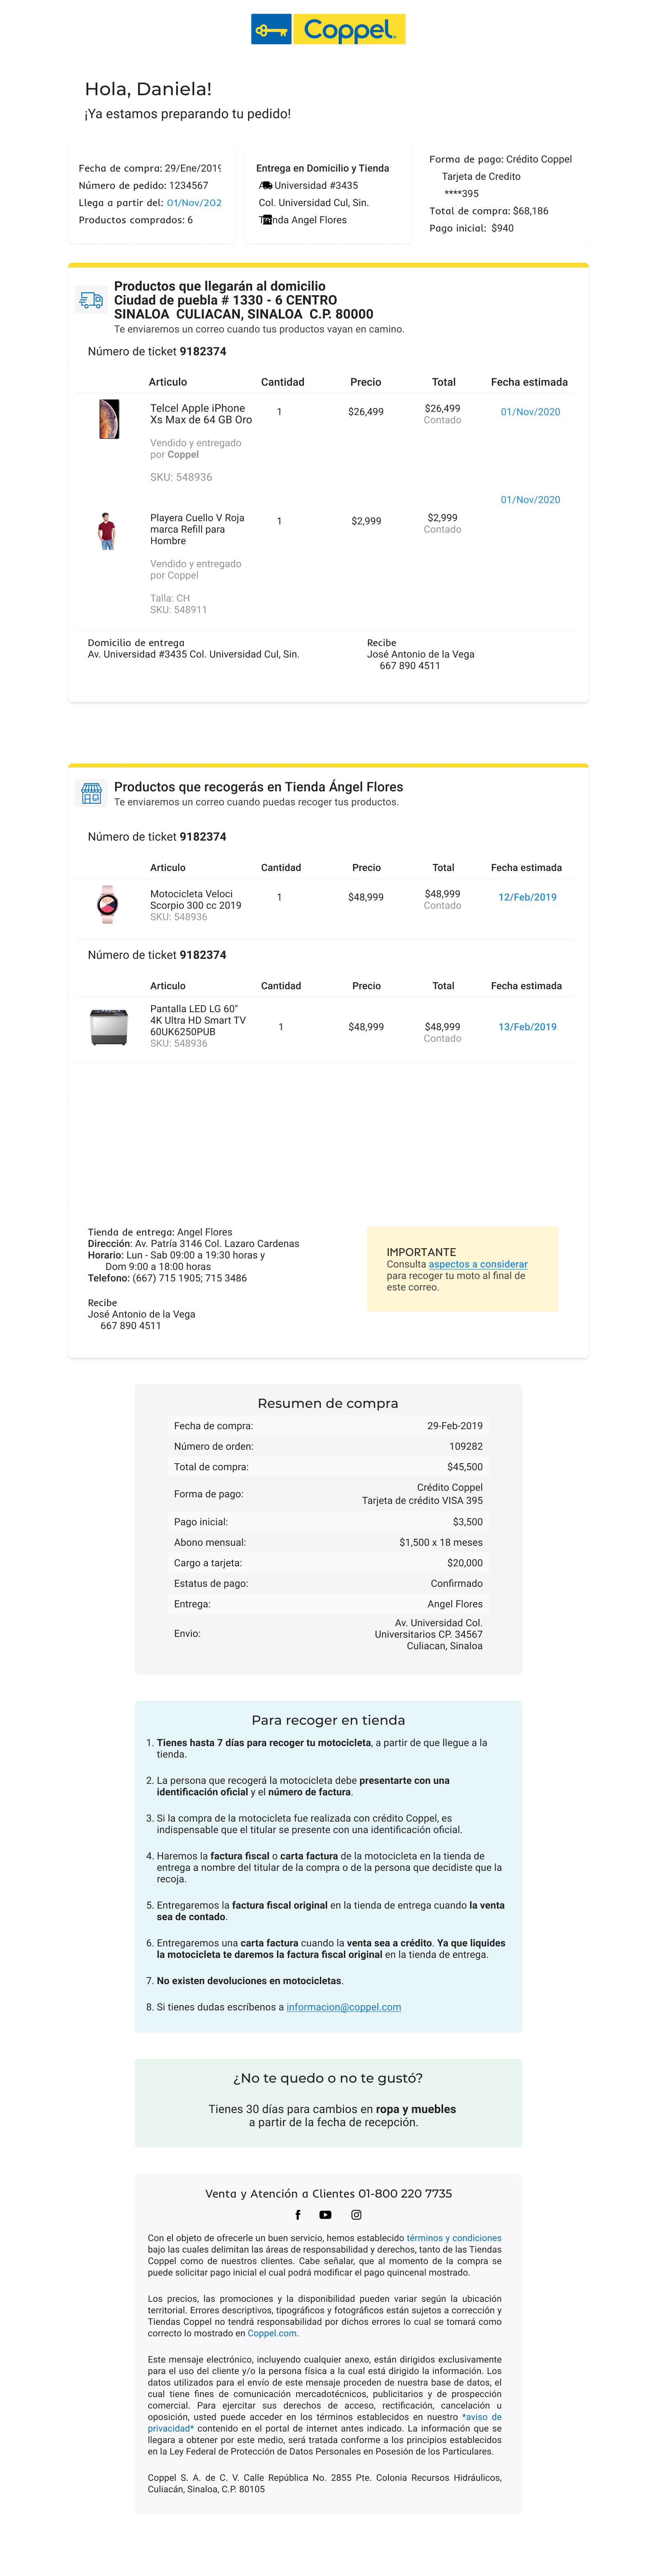 Coppel.
Hola, Daniela!
¡Ya estamos preparando tu pedido!
Fecha de compra: 29/Ene/2019
Número de pedido: 1234567
Llega a partir del: 01/Nov/202
Productos comprados: 6
Entrega en Domicilio y Tienda
Universidad #3435
Col. Universidad Cul, Sin.
Angel Flores
Forma de pago: Crédito Coppel
Tarjeta de Credito
****395
Total de compra: $68,186
Pago inicial: $940
Productos que llegarán al domicilio
Ciudad de puebla # 1330 - 6 CENTRO
SINALOA CULIACAN, SINALOA C.P. 80000
Te enviaremos un correo cuando tus productos vayan en camino.
Número de ticket 9182374
Articulo Cantidad Precio Total Fecha estimada
Telcel Apple iPhone
Xs Max de 64 GB Oro
1 $26,499 $26,499 01/Nov/2020
Contado
Vendido y entregado
por Coppel
SKU: 548936
01/Nov/2020
Playera Cuello V Roja
marca Refill para
Hombre
1 $2,999 $2,999
Contado
Vendido y entregado
por Coppel
Talla: CH
SKU: 548911
Domicilio de entrega
Av. Universidad #3435 Col. Universidad Cul, Sin.
Recibe
José Antonio de la Vega
667 890 4511
Productos que recogerás en Tienda Ángel Flores
Te enviaremos un correo cuando puedas recoger tus productos.
Número de ticket 9182374
Articulo Cantidad Precio Total Fecha estimada
Motocicleta Veloci
Scorpio 300 cc 2019
SKU: 548936
1 $48,999 $48,999 12/Feb/2019
Contado
Número de ticket 9182374
Articulo Cantidad Precio Total Fecha estimada
Pantalla LED LG 60"
4K Ultra HD Smart TV
60UK6250PUB
SKU: 548936
1 $48,999 $48,999 13/Feb/2019
Contado
Tienda de entrega: Angel Flores
Dirección: Av. Patría 3146 Col. Lazaro Cardenas
Horario: Lun - Sab 09:00 a 19:30 horas y
Dom 9:00 a 18:00 horas
Telefono: (667) 715 1905; 715 3486
Recibe
José Antonio de la Vega
667 890 4511
IMPORTANTE
Consulta aspectos a considerar
para recoger tu moto al final de
este correo.
Resumen de compra
Fecha de compra: 29-Feb-2019
Número de orden: 109282
Total de compra: $45,500
Forma de pago: Crédito Coppel
Tarjeta de crédito VISA 395
Pago inicial: $3,500
Abono mensual: $1,500 x 18 meses
Cargo a tarjeta: $20,000
Estatus de pago: Confirmado
Entrega: Angel Flores
Envio: Av. Universidad Col.
Universitarios CP. 34567
Culiacan, Sinaloa
Para recoger en tienda
1. Tienes hasta 7 días para recoger tu motocicleta, a partir de que llegue a la
tienda.
2. La persona que recogerá la motocicleta debe presentarte con una
identificación oficial y el número de factura.
3. Si la compra de la motocicleta fue realizada con crédito Coppel, es
indispensable que el titular se presente con una identificación oficial.
4. Haremos la factura fiscal o carta factura de la motocicleta en la tienda de
entrega a nombre del titular de la compra o de la persona que decidiste que la
recoja.
5. Entregaremos la factura fiscal original en la tienda de entrega cuando la venta
sea de contado.
6. Entregaremos una carta factura cuando la venta sea a crédito. Ya que liquides
la motocicleta te daremos la factura fiscal original en la tienda de entrega.
7. No existen devoluciones en motocicletas.
8. Si tienes dudas escríbenos a informacion@coppel.com
¿No te quedo o no te gustó?
Tienes 30 días para cambios en ropa y muebles
a partir de la fecha de recepción.
Venta y Atención a Clientes 01-800 220 7735
Con el objeto de ofrecerle un buen servicio, hemos establecido términos y condiciones
bajo las cuales delimitan las áreas de responsabilidad y derechos, tanto de las Tiendas
Coppel como de nuestros clientes. Cabe señalar, que al momento de la compra se
puede solicitar pago inicial el cual podrá modificar el pago quincenal mostrado.
Los precios, las promociones y la disponibilidad pueden variar según la ubicación
territorial. Errores descriptivos, tipográficos y fotográficos están sujetos a corrección y
Tiendas Coppel no tendrá responsabilidad por dichos errores lo cual se tomará como
correcto lo mostrado en Coppel.com.
Este mensaje electrónico, incluyendo cualquier anexo, están dirigidos exclusivamente
para el uso del cliente y/o la persona física a la cual está dirigido la información. Los
datos utilizados para el envío de este mensaje proceden de nuestra base de datos, el
cual tiene fines de comunicación mercadotécnicos, publicitarios y de prospección
comercial. Para ejercitar sus derechos de acceso, rectificación, cancelación u
oposición, usted puede acceder en los términos establecidos en nuestro *aviso de
privacidad* contenido en el portal de internet antes indicado. La información que se
llegara a obtener por este medio, será tratada conforme a los principios establecidos
en la Ley Federal de Protección de Datos Personales en Posesión de los Particulares.
Coppel S. A. de C. V. Calle República No. 2855 Pte. Colonia Recursos Hidráulicos,
Culiacán, Sinaloa, C.P. 80105